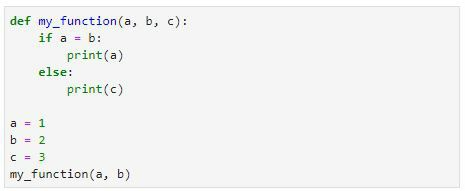 def my_function(a, b, c):
    if a = b:
        print(a)
    else:
        print(c)

a = 1
b = 2
c = 3
my_function(a, b)